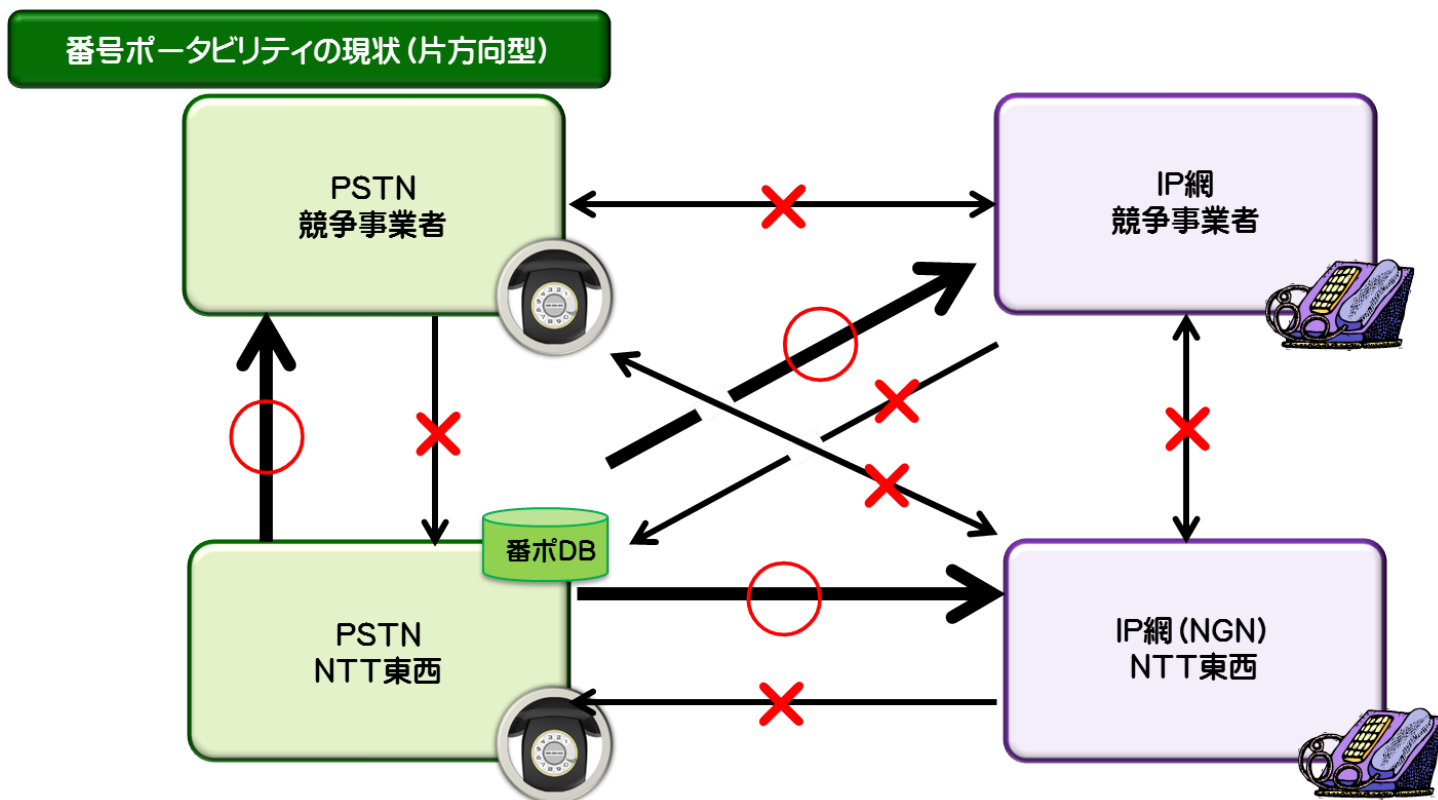 番号ポータビリティの現状（片方向型）
PSTN
競争事業者
IP網
競争事業者
番ポDB
PSTN
NTT東西
IP網（NGN）
NTT東西